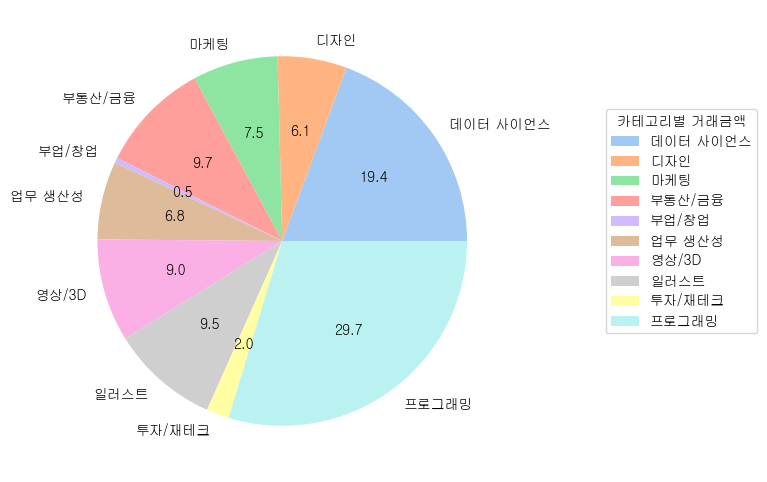 디자인
마케팅
부동산/금융
데이터 사이언스
부업/창업
업무 생산성
영상/3D
일러스트
투자/재테크
프로그래밍
6.1
7.5
9.7
19.4
0.5
6.8
9.0
9.5
2.0
29.7
카테고리별 거래금액
데이터 사이언스
디자인
마케팅
부동산/금융
부업/창업
업무 생산성
영상/3D
일러스트
투자/재테크
프로그래밍